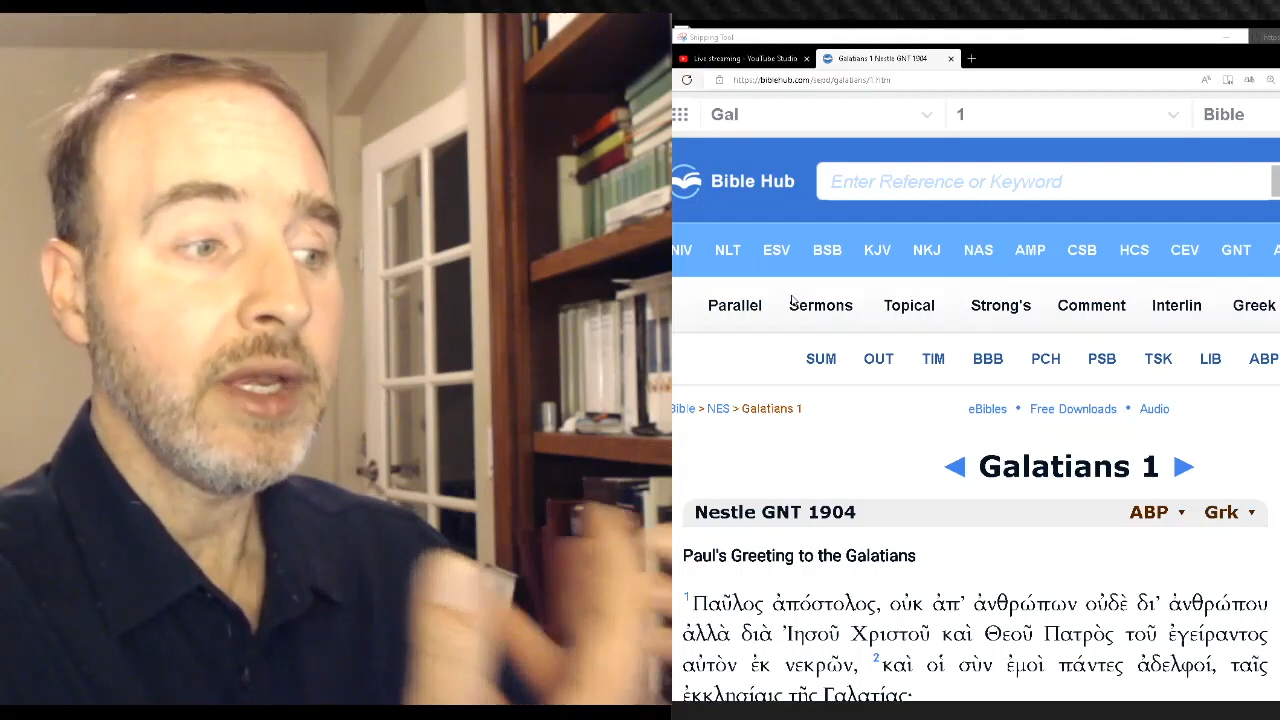 Snipping Tool
Live streaming - YouTube Studio
Galatians 1 Nestle GNT 1904
https://biblehub.com/sepd/galatians/1.htm
Gal 1 Bible
Bible Hub Enter Reference or Keyword
NIV NLT ESV BSB KJV NKJ NAS AMP CSB HCS CEV GNT
Parallel Sermons Topical Strong's Comment Interlin Greek
SUM OUT TIM BBB PCH PSB TSK LIB ABP
Bible > NES > Galatians 1 eBibles • Free Downloads • Audio
◄ Galatians 1 ►
Nestle GNT 1904 ABP ▾ Grk ▾
Paul's Greeting to the Galatians
1 Παῦλος ἀπόστολος, οὐκ ἀπ’ ἀνθρώπων οὐδὲ δι’ ἀνθρώπου
ἀλλὰ διὰ Ἰησοῦ Χριστοῦ καὶ Θεοῦ Πατρὸς τοῦ ἐγείραντος
αὐτὸν ἐκ νεκρῶν, 2 καὶ οἱ σὺν ἐμοὶ πάντες ἀδελφοί, ταῖς
ἐκκλησίαις τῆς Γαλατίας·